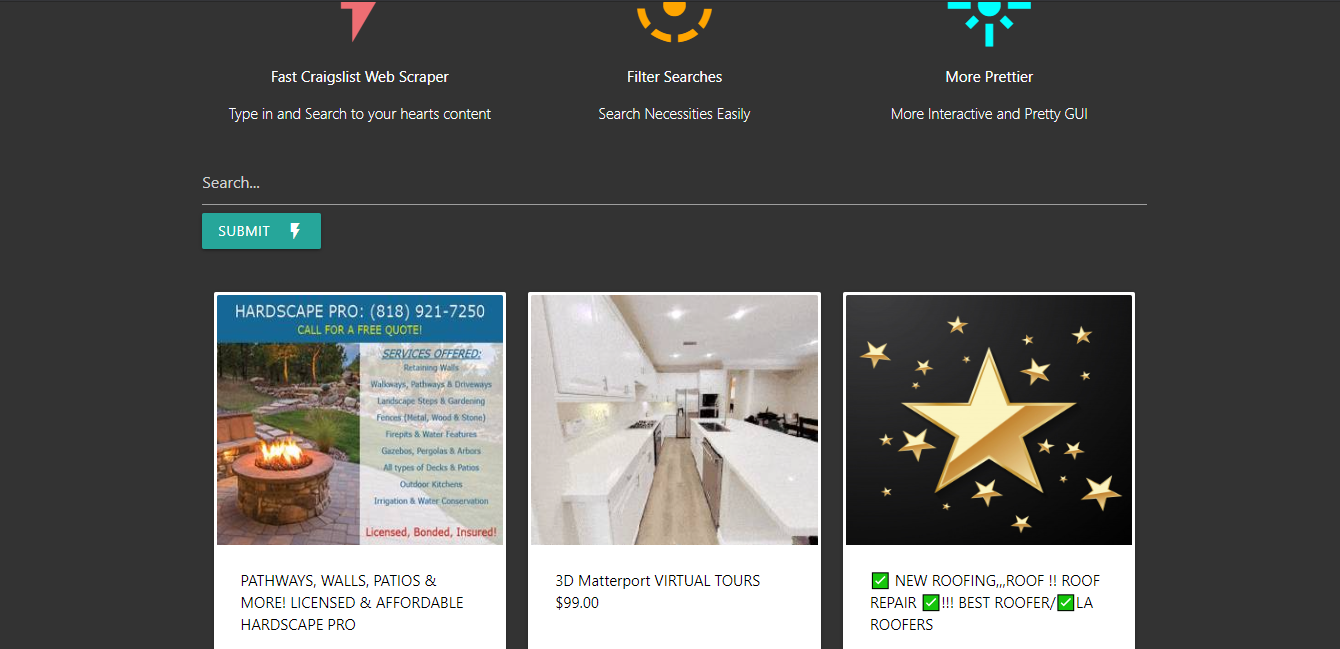 Fast Craigslist Web Scraper
Filter Searches
More Prettier
Type in and Search to your hearts content
Search Necessities Easily
More Interactive and Pretty GUI
Search...
SUBMIT
HARDSCAPE PRO: (818) 921-7250
CALL FOR A FREE QUOTE!
SERVICES OFFERED:
Retaining Walls
Walkways, Pathways & Driveways
Landscape Steps & Gardening
Fences (Metal, Wood & Stone)
Firepits & Water Features
Gazebos, Pergolas & Arbors
All types of Decks & Patios
Outdoor Kitchens
Irrigation & Water Conservation
Licensed, Bonded, Insured!
PATHWAYS, WALLS, PATIOS &
MORE! LICENSED & AFFORDABLE
HARDSCAPE PRO
3D Matterport VIRTUAL TOURS
$99.00
✅ NEW ROOFING,,,ROOF !! ROOF
REPAIR ✅!!! BEST ROOFER/✅LA
ROOFERS